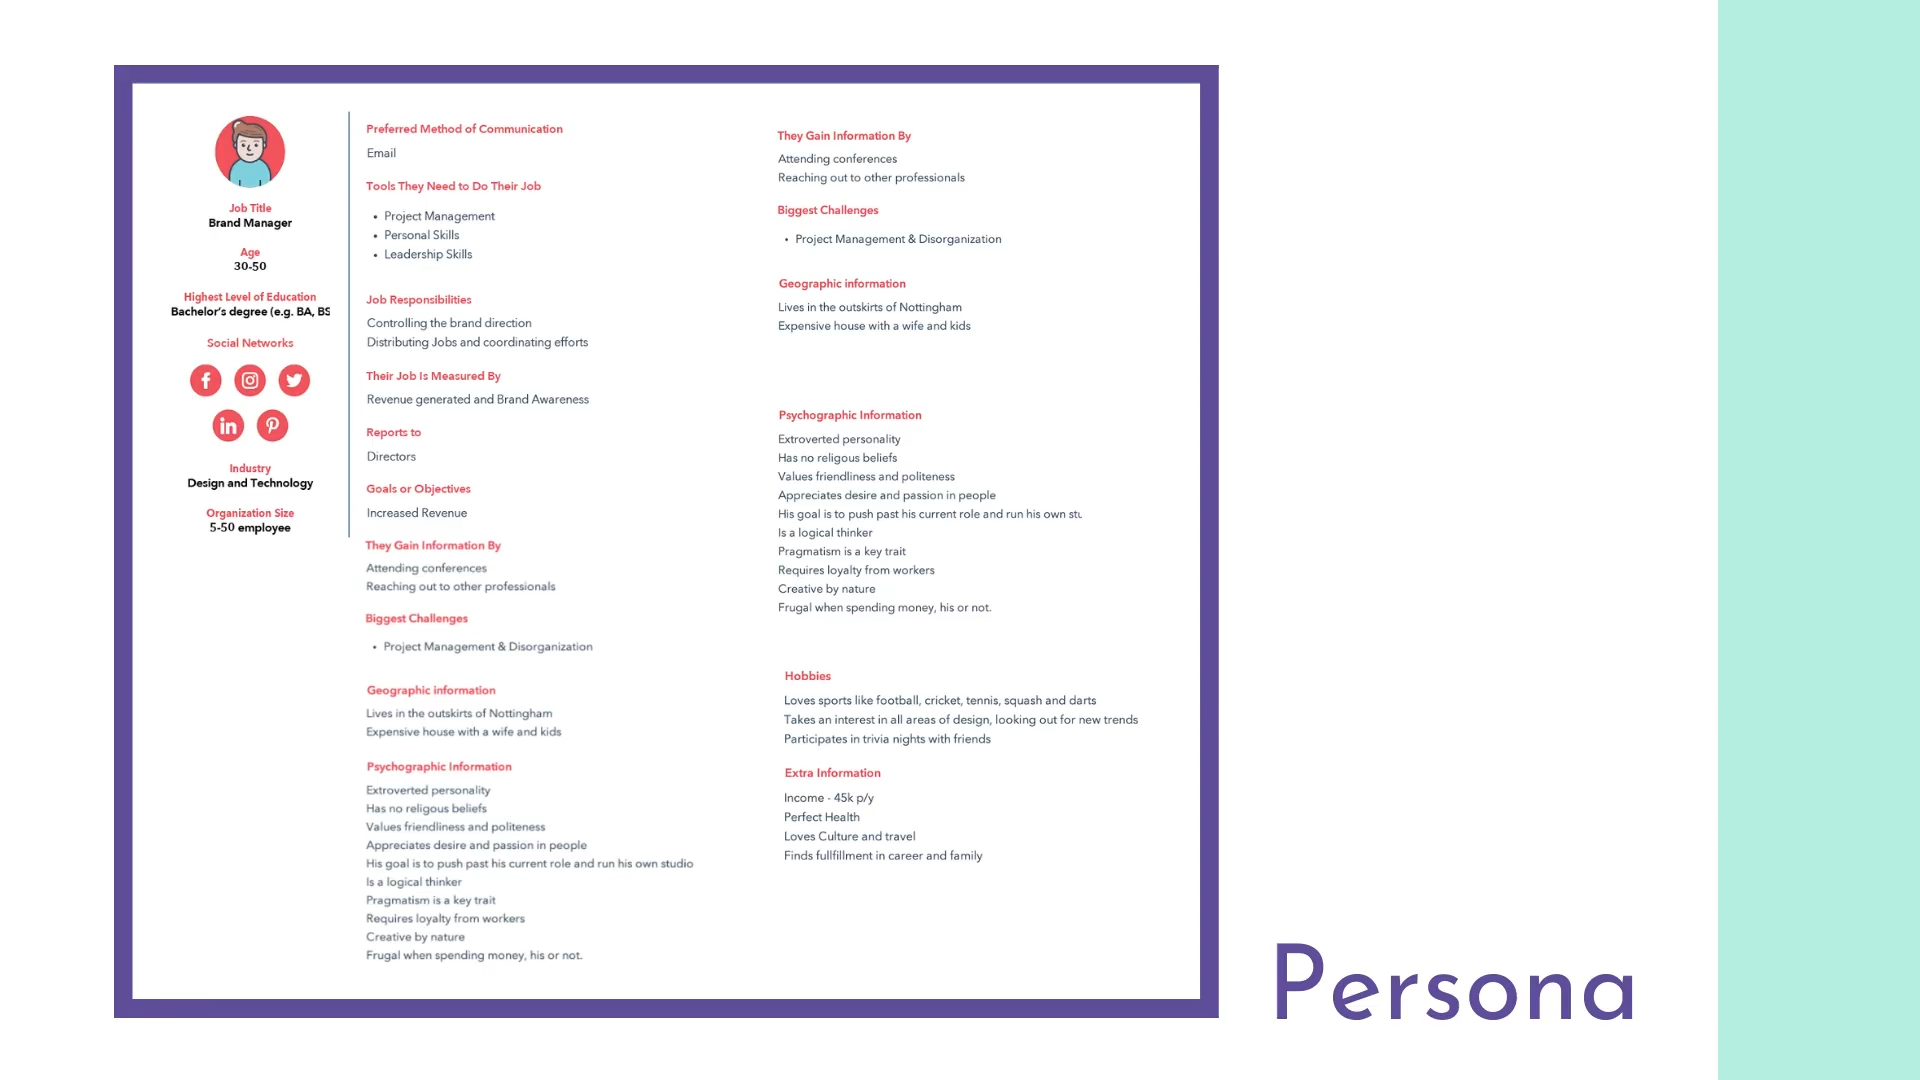 Job Title
Brand Manager
Age
30-50
Highest Level of Education
Bachelor's degree (e.g. BA, BS
Social Networks
Industry
Design and Technology
Organization Size
5-50 employee
Preferred Method of Communication
Email
Tools They Need to Do Their Job
• Project Management
• Personal Skills
• Leadership Skills
Job Responsibilities
Controlling the brand direction
Distributing Jobs and coordinating efforts
Their Job Is Measured By
Revenue generated and Brand Awareness
Reports to
Directors
Goals or Objectives
Increased Revenue
They Gain Information By
Attending conferences
Reaching out to other professionals
Biggest Challenges
• Project Management & Disorganization
Geographic information
Lives in the outskirts of Nottingham
Expensive house with a wife and kids
Psychographic Information
Extroverted personality
Has no religous beliefs
Values friendliness and politeness
Appreciates desire and passion in people
His goal is to push past his current role and run his own studio
Is a logical thinker
Pragmatism is a key trait
Requires loyalty from workers
Creative by nature
Frugal when spending money, his or not.
They Gain Information By
Attending conferences
Reaching out to other professionals
Biggest Challenges
• Project Management & Disorganization
Geographic information
Lives in the outskirts of Nottingham
Expensive house with a wife and kids
Psychographic Information
Extroverted personality
Has no religous beliefs
Values friendliness and politeness
Appreciates desire and passion in people
His goal is to push past his current role and run his own stu
Is a logical thinker
Pragmatism is a key trait
Requires loyalty from workers
Creative by nature
Frugal when spending money, his or not.
Hobbies
Loves sports like football, cricket, tennis, squash and darts
Takes an interest in all areas of design, looking out for new trends
Participates in trivia nights with friends
Extra Information
Income - 45k p/y
Perfect Health
Loves Culture and travel
Finds fullfillment in career and family
Persona